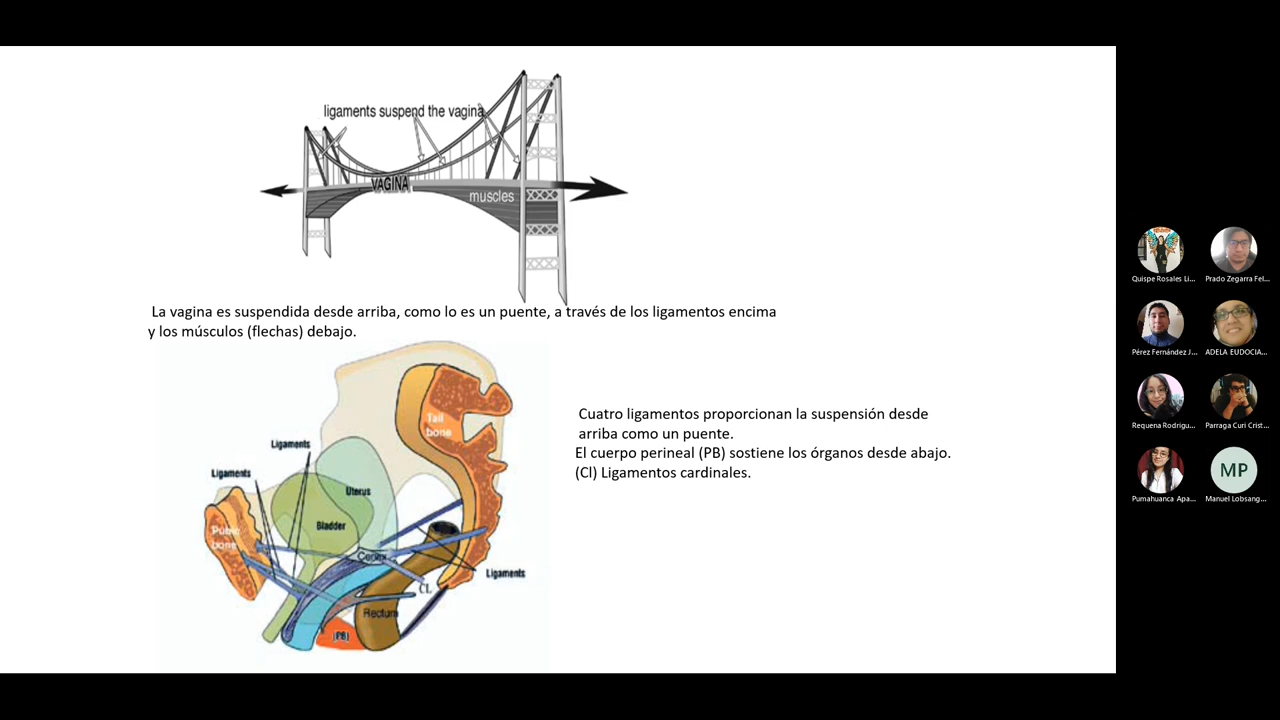 ligaments suspend the vagina
VAGINA
muscles
La vagina es suspendida desde arriba, como lo es un puente, a través de los ligamentos encima
y los músculos (flechas) debajo.
Tail
bone
Ligaments
Ligaments
Uterus
Bladder
Pubic
bone
Cervix
Ligaments
CL
Rectum
(PB)
Cuatro ligamentos proporcionan la suspensión desde
arriba como un puente.
El cuerpo perineal (PB) sostiene los órganos desde abajo.
(Cl) Ligamentos cardinales.
Quispe Rosales Li...
Prado Zegarra Fel...
Pérez Fernández J...
ADELA EUDOCIA...
Requena Rodrigu...
Parraga Curi Crist...
Pumahuanca Apa...
MP
Manuel Lobsang...